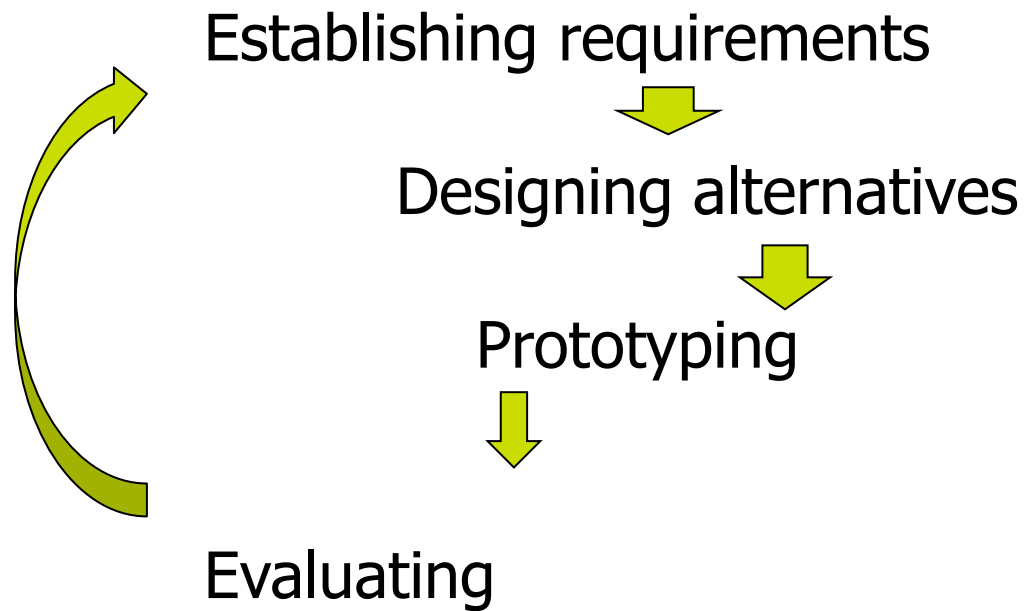 Establishing requirements
Designing alternatives
Prototyping
Evaluating